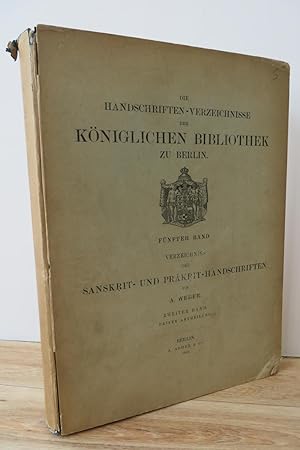 DIE
HANDSCHRIFTEN-VERZEICHNISSE
DER
KÖNIGLICHEN BIBLIOTHEK
ZU BERLIN.
FÜNFTER BAND
VERZEICHNISS
DER
SANSKRIT- UND PRÂKṚIT-HANDSCHRIFTEN
VON
A. WEBER.
ZWEITER BAND
BERLIN.